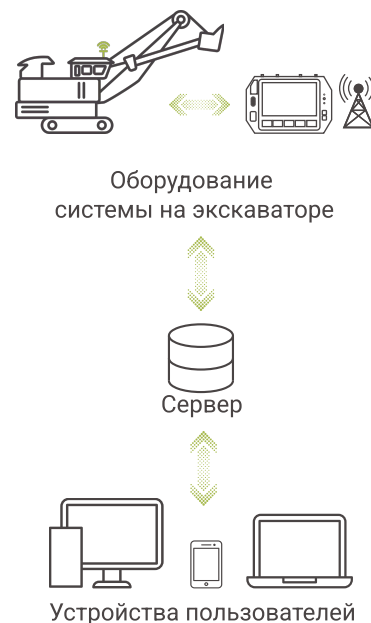 Оборудование
системы на экскаваторе
Сервер
Устройства пользователей